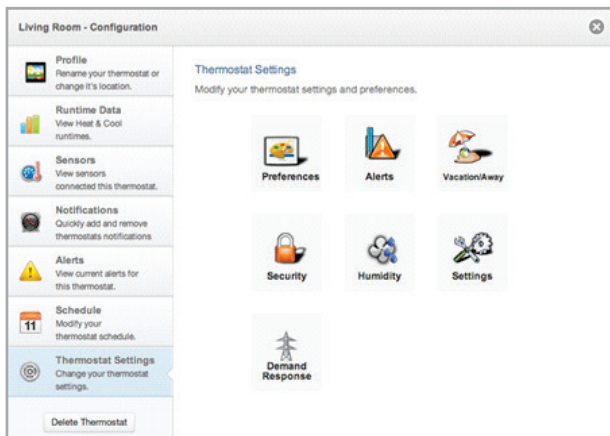 Living Room - Configuration
Profile
Rename your thermostat or
change it's location.
Runtime Data
View Heat & Cool
runtimes.
Sensors
View sensors
connected this thermostat.
Notifications
Quickly add and remove
thermostats notifications
Alerts
View current alerts for
this thermostat.
11
Schedule
Modify your
thermostat schedule.
Thermostat Settings
Change your thermostat
settings.
Delete Thermostat
Thermostat Settings
Modify your thermostat settings and preferences.
Preferences
Alerts
Vacation/Away
Security
Humidity
Settings
Demand
Response